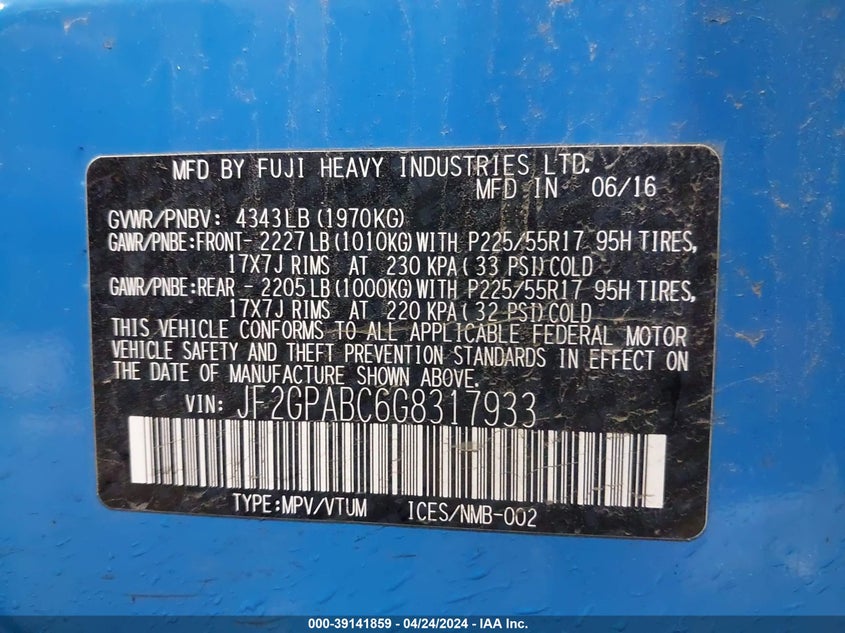 MFD BY FUJI HEAVY INDUSTRIES LTD.
MFD IN 06/16
GVWR/PNBV: 4343LB (1970KG)
GAWR/PNBE:FRONT- 2227LB (1010KG) WITH P225/55R17 95H TIRES,
17X7J RIMS AT 230 KPA( 33 PSI) COLD
GAWR/PNBE:REAR - 2205LB (1000KG) WITH P225/55R17 95H TIRES,
17X7J RIMS AT 220 KPA( 32 PSI) COLD
THIS VEHICLE CONFORMS TO ALL APPLICABLE FEDERAL MOTOR
VEHICLE SAFETY AND THEFT PREVENTION STANDARDS IN EFFECT ON
THE DATE OF MANUFACTURE SHOWN ABOVE.
VIN: JF2GPABC6G8317933
TYPE:MPV/VTUM ICES/NMB-002
000-39141859 - 04/24/2024 - IAA Inc.